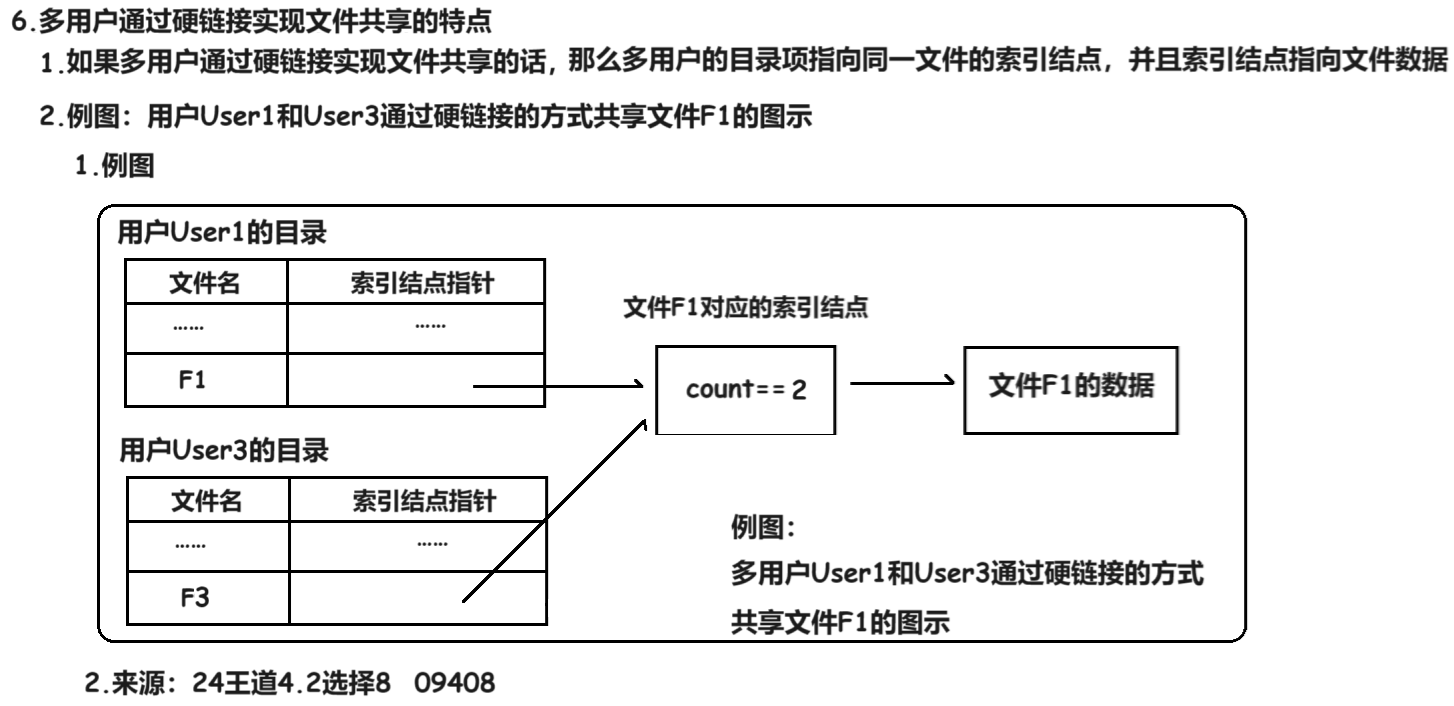 6.多用户通过硬链接实现文件共享的特点
1.如果多用户通过硬链接实现文件共享的话，那么多用户的目录项指向同一文件的索引结点，并且索引结点指向文件数据
2.例图：用户User1和User3通过硬链接的方式共享文件F1的图示
1.例图
用户User1的目录
文件名 索引结点指针
…… ……
F1
文件F1对应的索引结点
count==2
文件F1的数据
用户User3的目录
文件名 索引结点指针
…… ……
F3
例图：
多用户User1和User3通过硬链接的方式
共享文件F1的图示
2.来源：24王道4.2选择8 09408